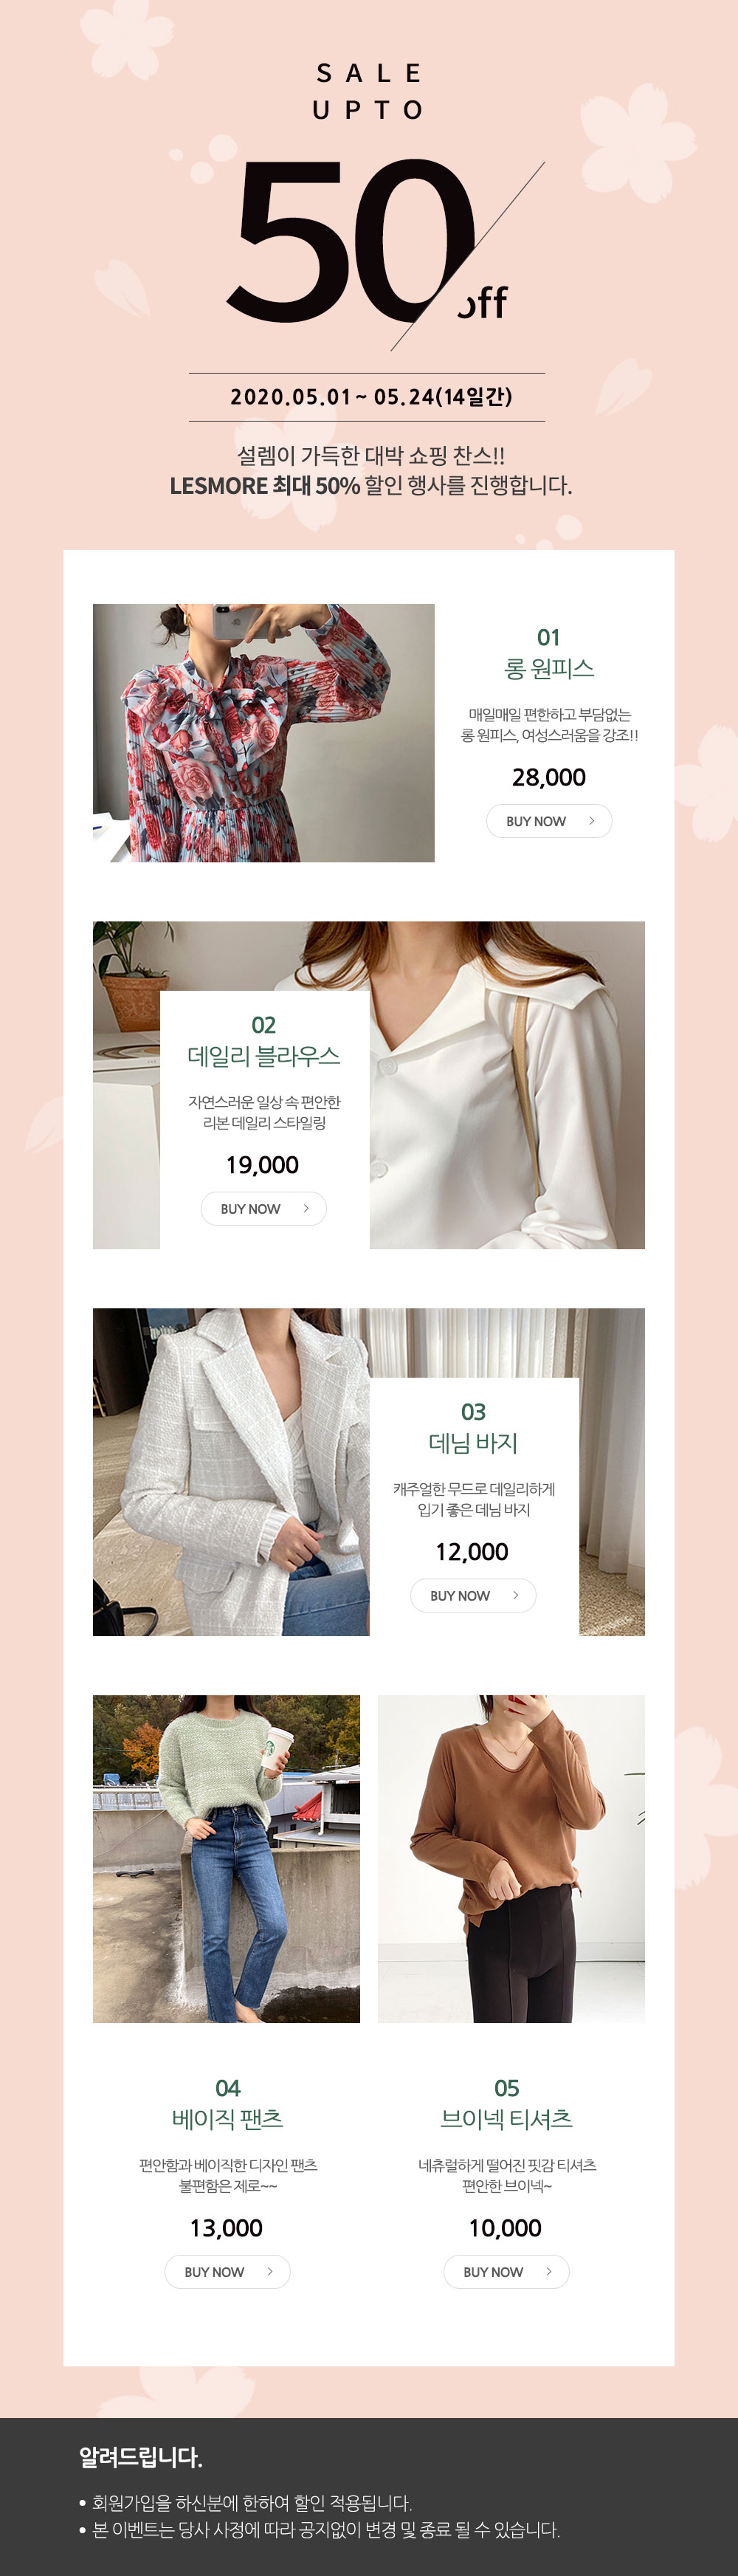 SALE
UPTO
50
off
2020.05.01~ 05.24(14일간)
설렘이 가득한 대박 쇼핑 찬스!!
LESMORE 최대 50% 할인 행사를 진행합니다.
01
롱 원피스
매일매일 편한하고 부담없는
롱 원피스, 여성스러움을 강조!!
28,000
BUY NOW >
02
데일리 블라우스
자연스러운 일상 속 편안한
리본 데일리 스타일링
19,000
BUY NOW >
03
데님 바지
캐주얼한 무드로 데일리하게
입기 좋은 데님 바지
12,000
BUY NOW >
04
베이직 팬츠
편안함과 베이직한 디자인 팬츠
불편함은 제로~~
13,000
BUY NOW >
05
브이넥 티셔츠
네츄럴하게 떨어진 핏감 티셔츠
편안한 브이넥~
10,000
BUY NOW >
알려드립니다.
• 회원가입을 하신분에 한하여 할인 적용됩니다.
• 본 이벤트는 당사 사정에 따라 공지없이 변경 및 종료 될 수 있습니다.